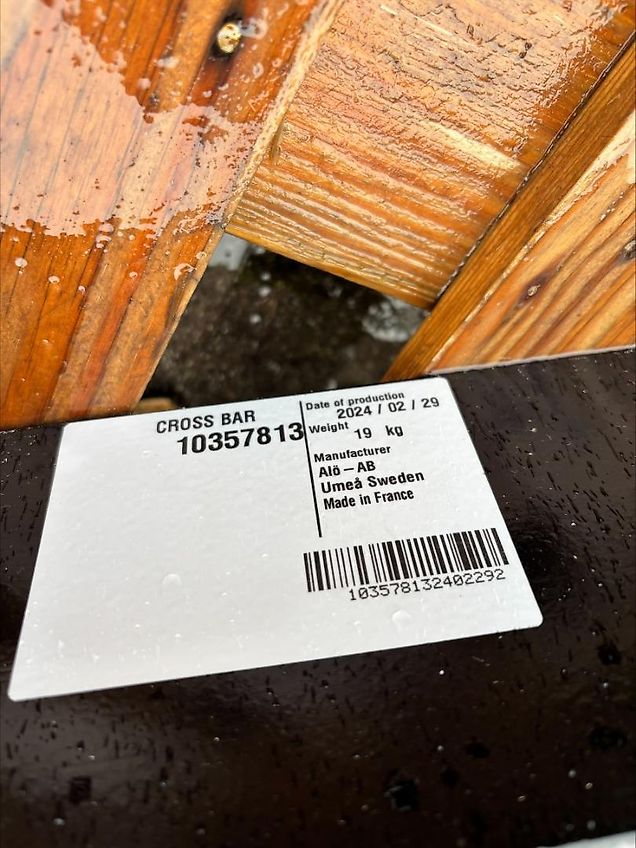 CROSS BAR
10357813
Date of production
2024 / 02 / 29
Weight 19 kg
Manufacturer
Alö – AB
Umeå Sweden
Made in France
103578132402292